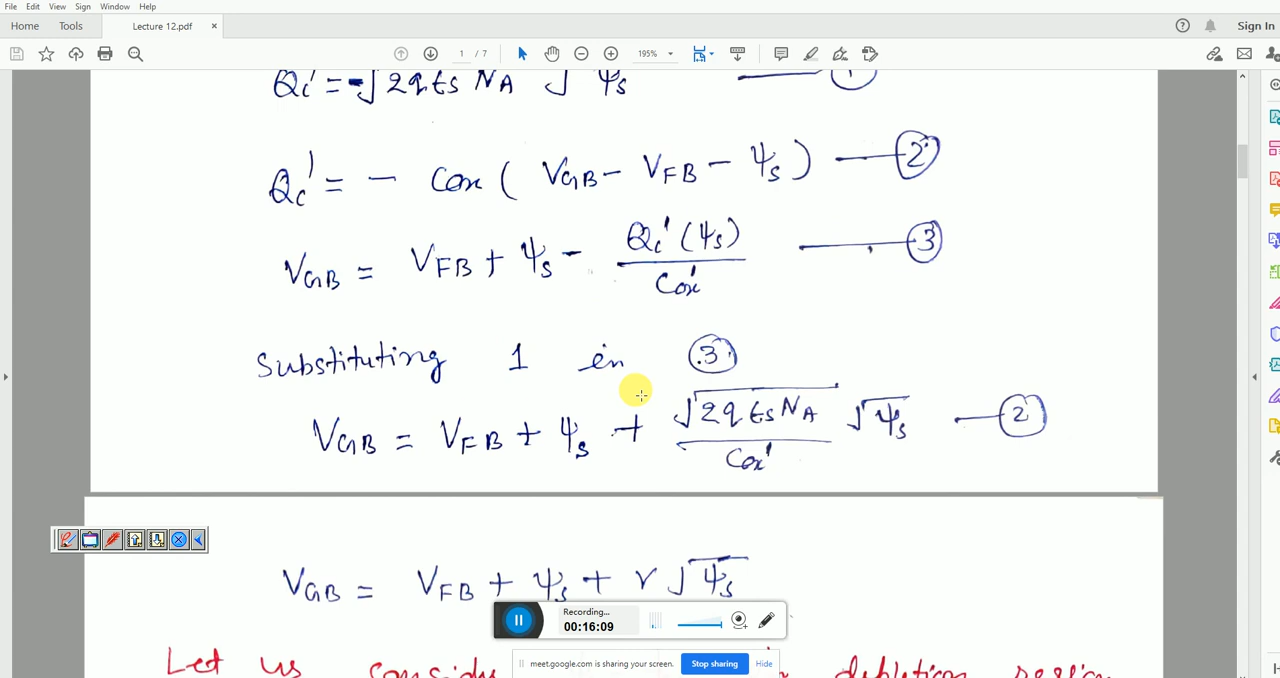 File Edit View Sign Window Help
Home Tools Lecture 12.pdf × Sign In
1 / 7 195%
Qc' = -√2qεs NA √ψs —— 1
Qc' = - Cox ( VGB - VFB - ψs ) —— 2
VGB = VFB + ψs - Qc'(ψs) / Cox' —— 3
Substituting 1 in 3
VGB = VFB + ψs + √2qεsNA / Cox' √ψs —— 2
VGB = VFB + ψs + γ√ψs
Recording...
00:16:09
Let us depletion region
meet.google.com is sharing your screen. Stop sharing Hide